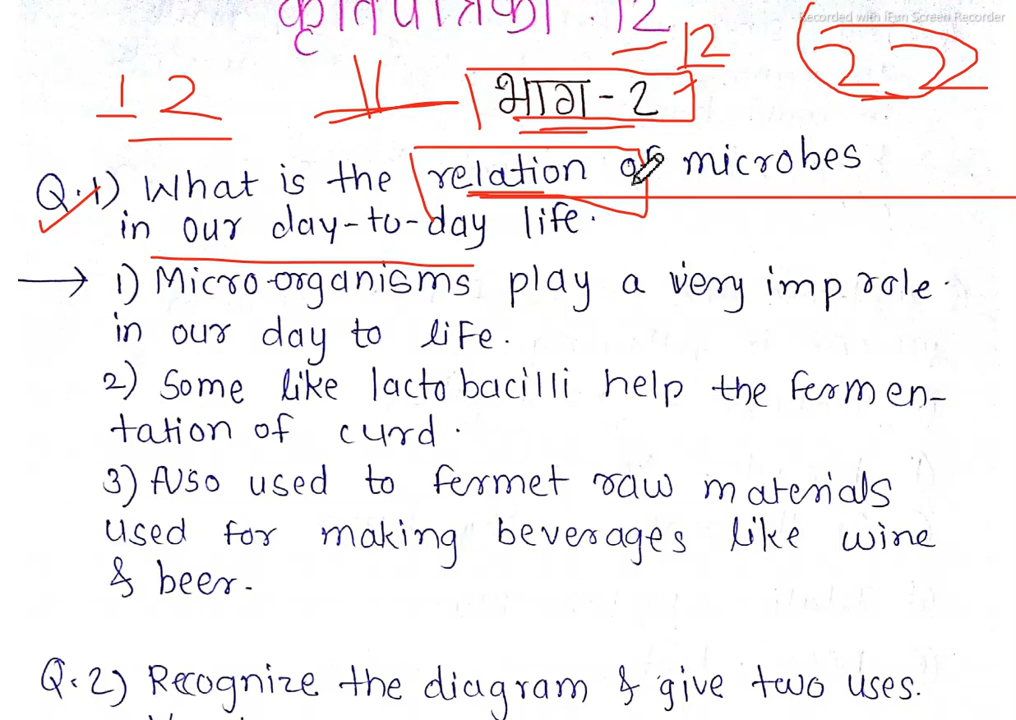 Recorded with iFun Screen Recorder
कृतिपत्रिका. 12
12 11 भाग - 2 - 12 22
Q.1) What is the relation of microbes
in our day-to-day life.
→ 1) Micro-organisms play a very imp role.
in our day to life.
2) Some like lacto bacilli help the fermen-
tation of curd.
3) Also used to fermet raw materials
used for making beverages like wine
& beer.
Q.2) Recognize the diagram & give two uses.